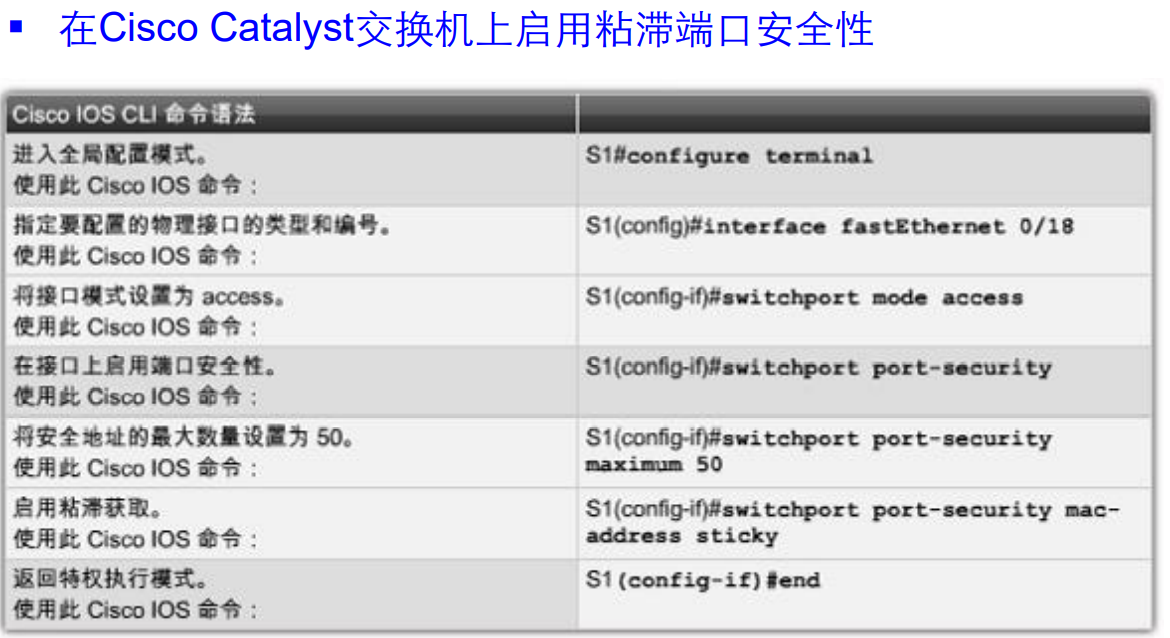 ▪ 在Cisco Catalyst交换机上启用粘滞端口安全性
Cisco IOS CLI 命令语法
进入全局配置模式。
使用此 Cisco IOS 命令：
S1#configure terminal
指定要配置的物理接口的类型和编号。
使用此 Cisco IOS 命令：
S1(config)#interface fastEthernet 0/18
将接口模式设置为 access。
使用此 Cisco IOS 命令：
S1(config-if)#switchport mode access
在接口上启用端口安全性。
使用此 Cisco IOS 命令：
S1(config-if)#switchport port-security
将安全地址的最大数量设置为 50。
使用此 Cisco IOS 命令：
S1(config-if)#switchport port-security
maximum 50
启用粘滞获取。
使用此 Cisco IOS 命令：
S1(config-if)#switchport port-security mac-
address sticky
返回特权执行模式。
使用此 Cisco IOS 命令：
S1(config-if)#end